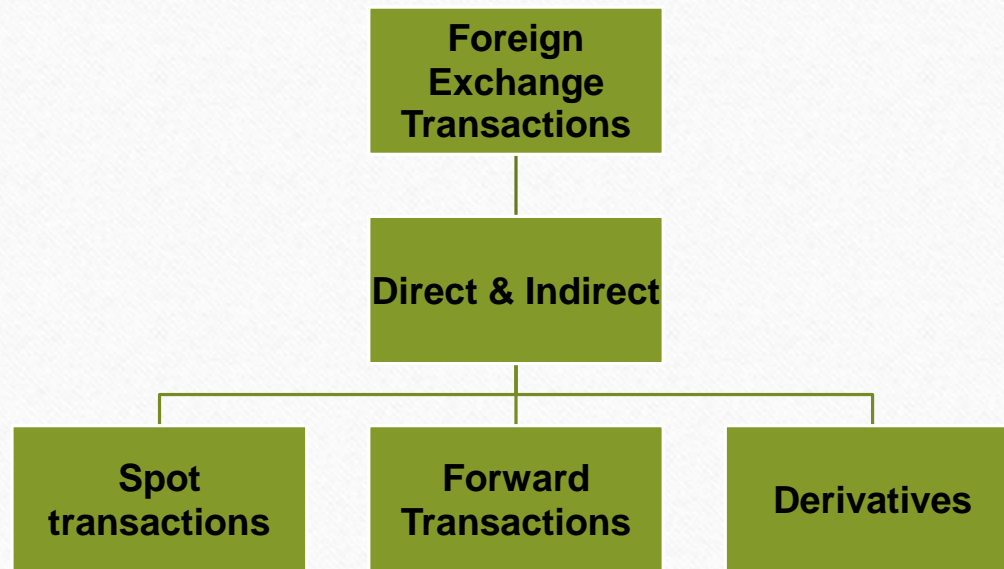 Foreign
Exchange
Transactions
Direct & Indirect
Spot
transactions
Forward
Transactions
Derivatives